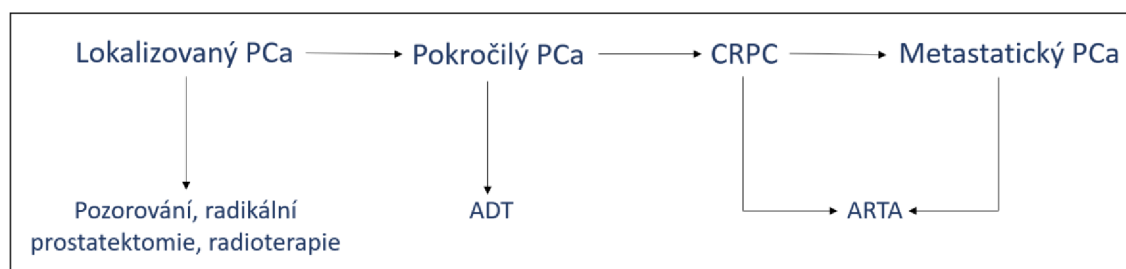 Lokalizovaný PCa
Pokročilý PCa
CRPC
Metastatický PCa
Pozorování, radikální
prostatektomie, radioterapie
ADT
ARTA